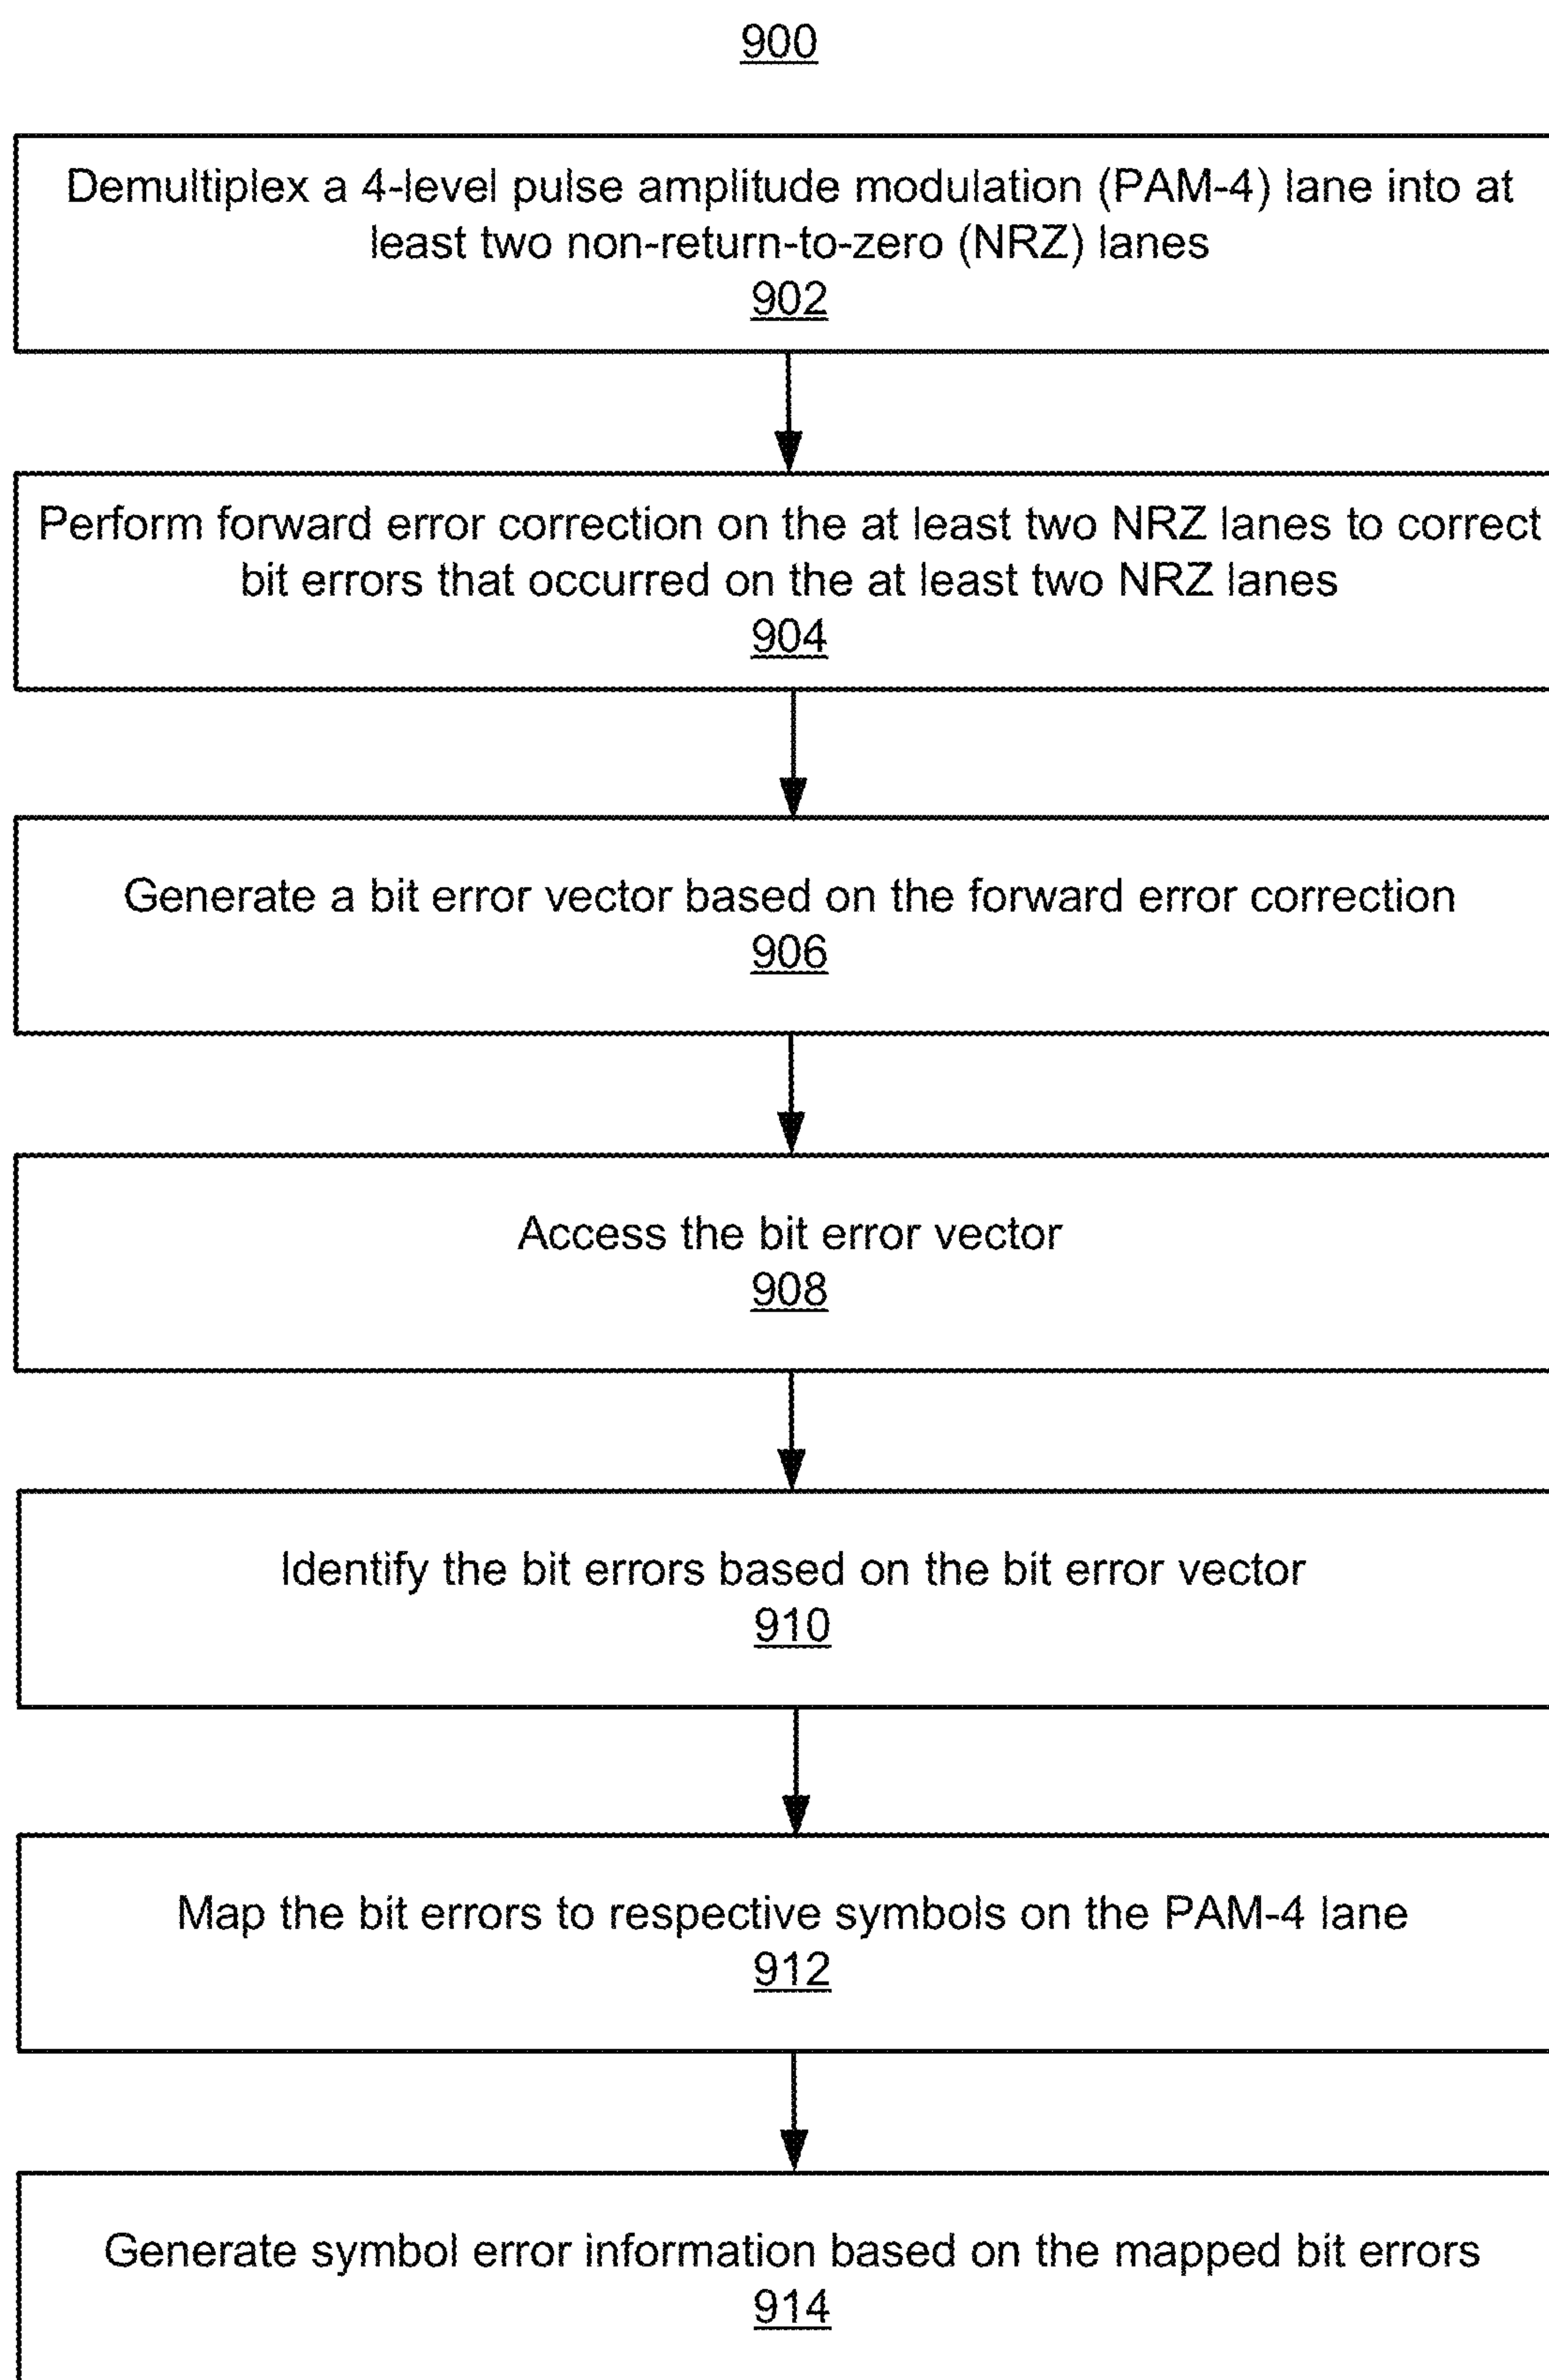 900
Demultiplex a 4-level pulse amplitude modulation (PAM-4) lane into at
least two non-return-to-zero (NRZ) lanes
902
Perform forward error correction on the at least two NRZ lanes to correct
bit errors that occurred on the at least two NRZ lanes
904
Generate a bit error vector based on the forward error correction
906
Access the bit error vector
908
Identify the bit errors based on the bit error vector
910
Map the bit errors to respective symbols on the PAM-4 lane
912
Generate symbol error information based on the mapped bit errors
914